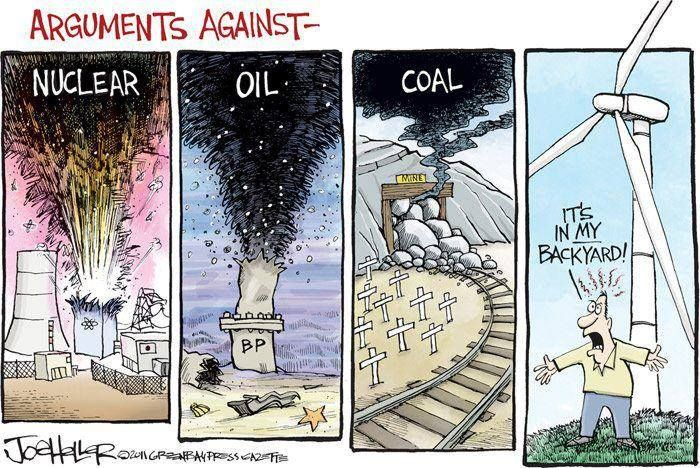 ARGUMENTS AGAINST-
NUCLEAR
OIL
BP
COAL
MINE
IT'S
IN MY
BACKYARD!
JOE HELLER ©2011 GREEN BAY PRESS-GAZETTE